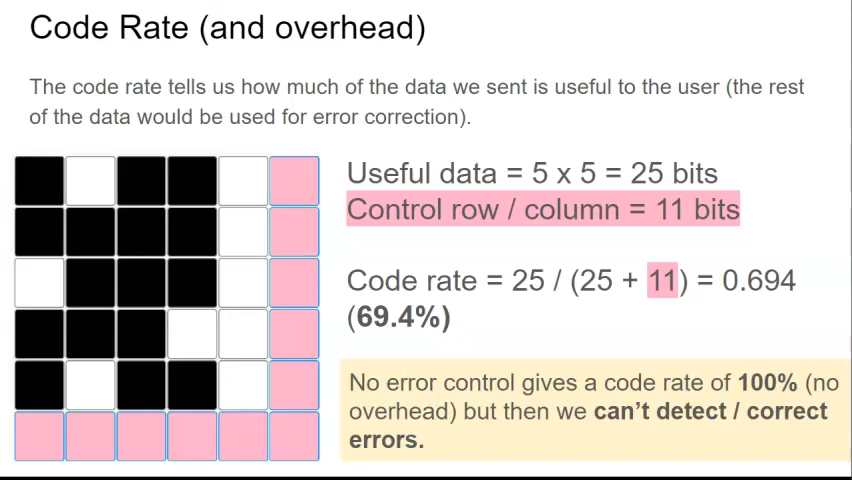 Code Rate (and overhead)
The code rate tells us how much of the data we sent is useful to the user (the rest
of the data would be used for error correction).
Useful data = 5 x 5 = 25 bits
Control row / column = 11 bits
Code rate = 25 / (25 + 11) = 0.694
(69.4%)
No error control gives a code rate of 100% (no
overhead) but then we can’t detect / correct
errors.